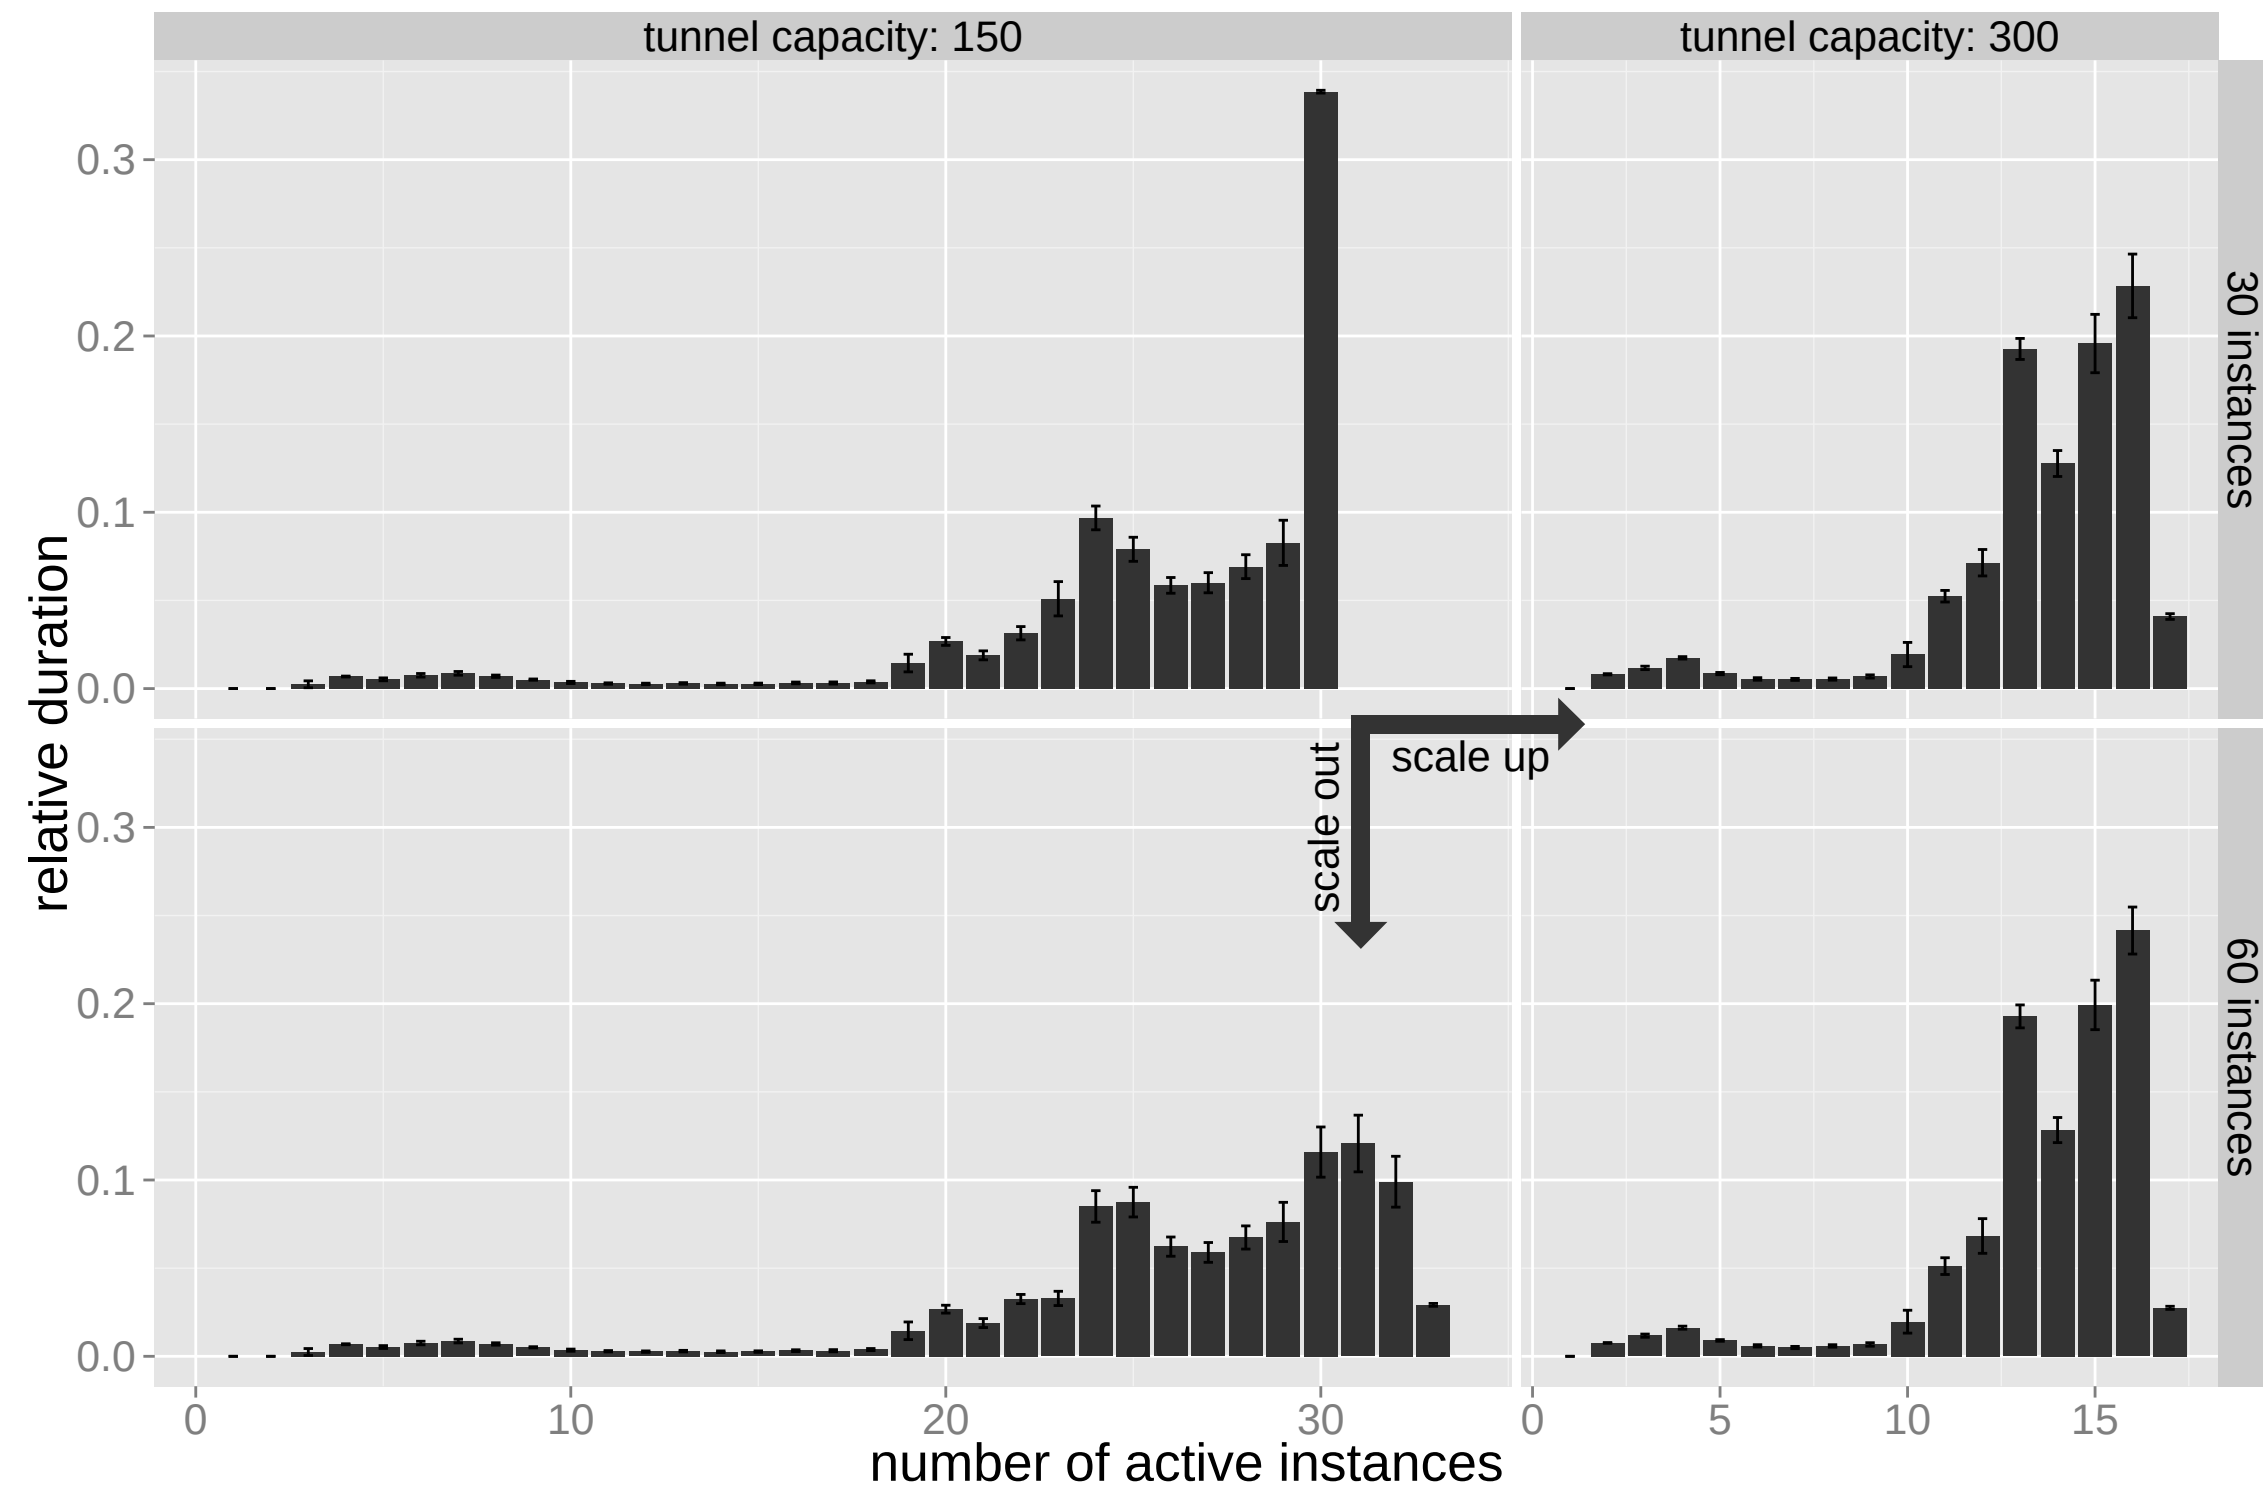 tunnel capacity: 150
tunnel capacity: 300
30 instances
60 instances
relative duration
0.3
0.2
0.1
0.0
0.3
0.2
0.1
0.0
scale up
scale out
0
10
20
30
0
5
10
15
number of active instances